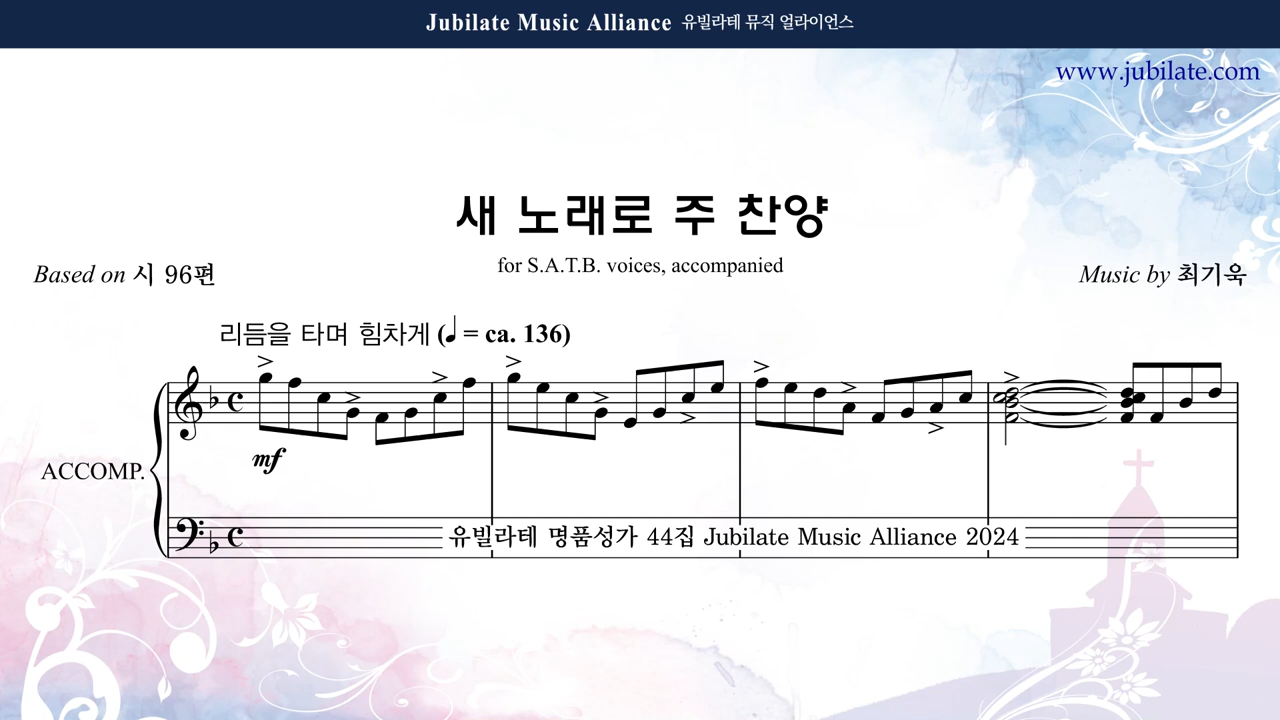 Jubilate Music Alliance 유빌라테 뮤직 얼라이언스
www.jubilate.com
새 노래로 주 찬양
for S.A.T.B. voices, accompanied
Based on 시 96편
Music by 최기욱
리듬을 타며 힘차게 (♩ = ca. 136)
mf
ACCOMP.
유빌라테 명품성가 44집 Jubilate Music Alliance 2024